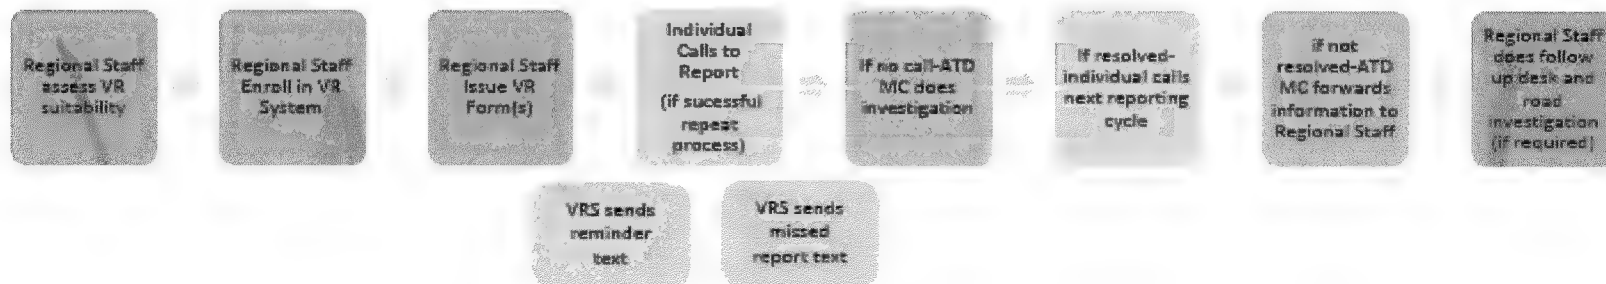 Regional Staff
assess VR
suitability
Regional Staff
Enroll in VR
System
Regional Staff
Issue VR
Form(s)
Individual
Calls to
Report
(if sucessful
repeat
process)
If no call-ATD
MC does
investigation
If resolved-
individual calls
next reporting
cycle
if not
resolved-ATD
MC forwards
information to
Regional Staff
Regional Staff
does follow
up desk and
road
investigation
(if required)
VRS sends
reminder
text
VRS sends
missed
report text